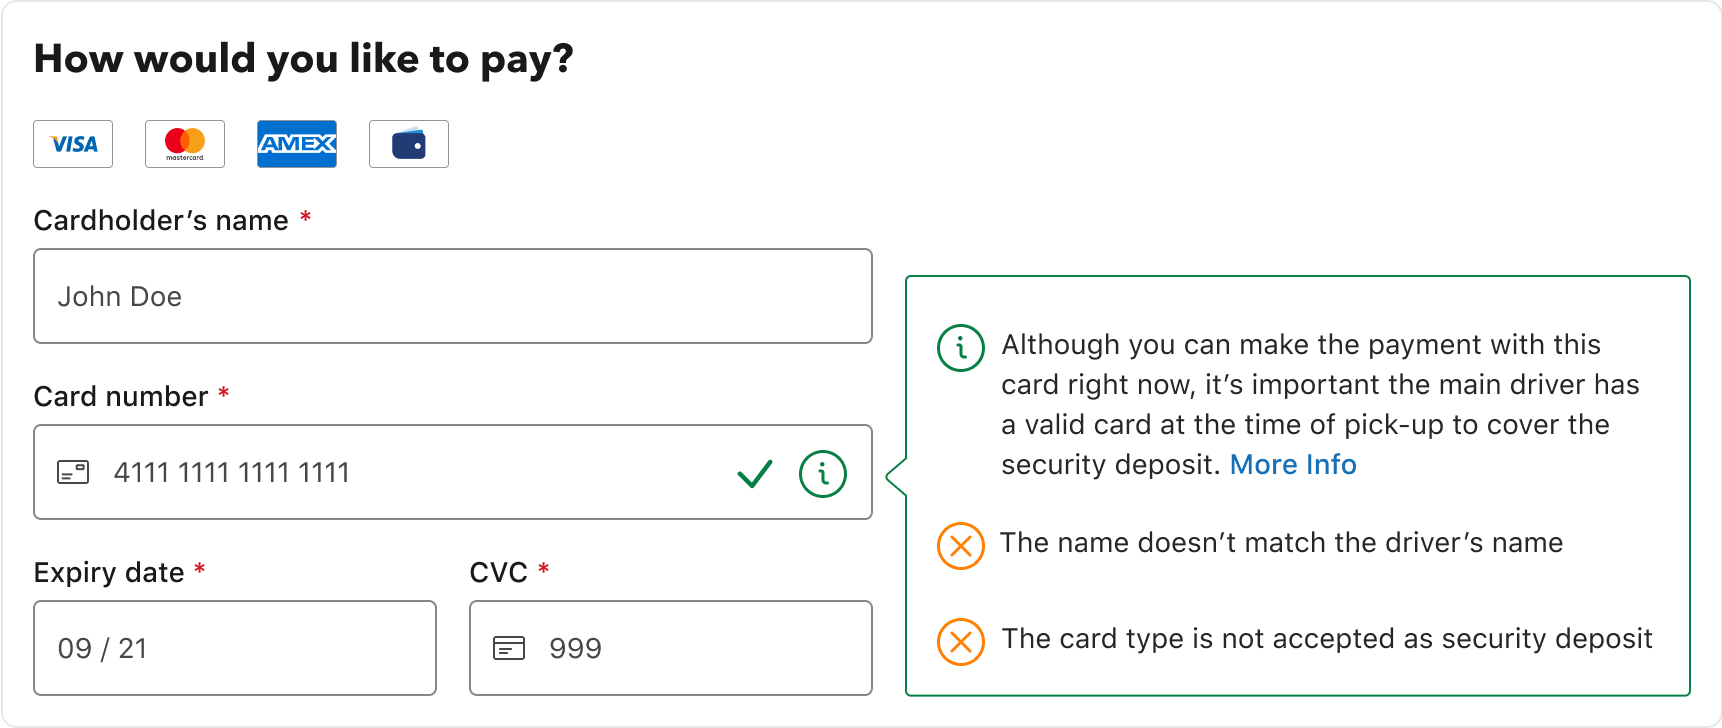 How would you like to pay?
VISA
mastercard
AMEX
Cardholder’s name *
John Doe
Card number *
4111 1111 1111 1111
Expiry date *
CVC *
09 / 21
999
Although you can make the payment with this
card right now, it’s important the main driver has
a valid card at the time of pick-up to cover the
security deposit. More Info
The name doesn’t match the driver’s name
The card type is not accepted as security deposit